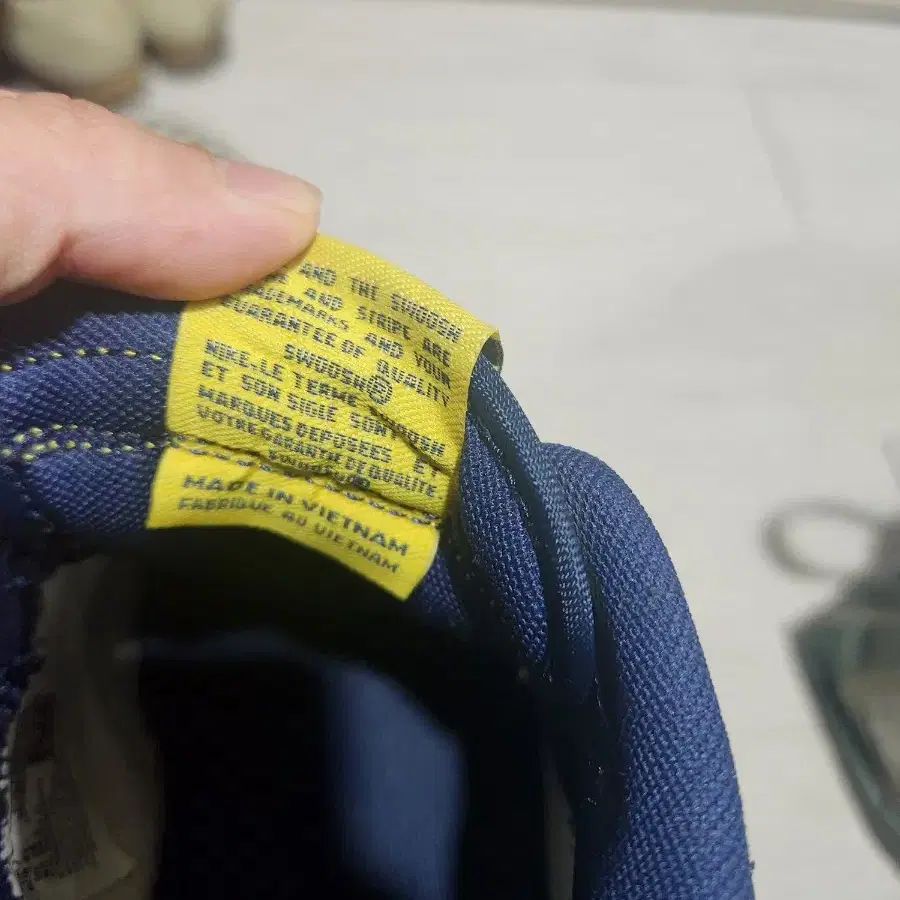 AND THE SWOOSH
AND STRIPE ARE
TRADEMARKS AND YOUR
GUARANTEE OF QUALITY
SWOOSH®
NIKE, LE TERME
ET SON SIGLE SONT
MARQUES DEPOSEES ET
VOTRE GARANTIE DE QUALITE
MADE IN VIETNAM
FABRIQUE AU VIETNAM